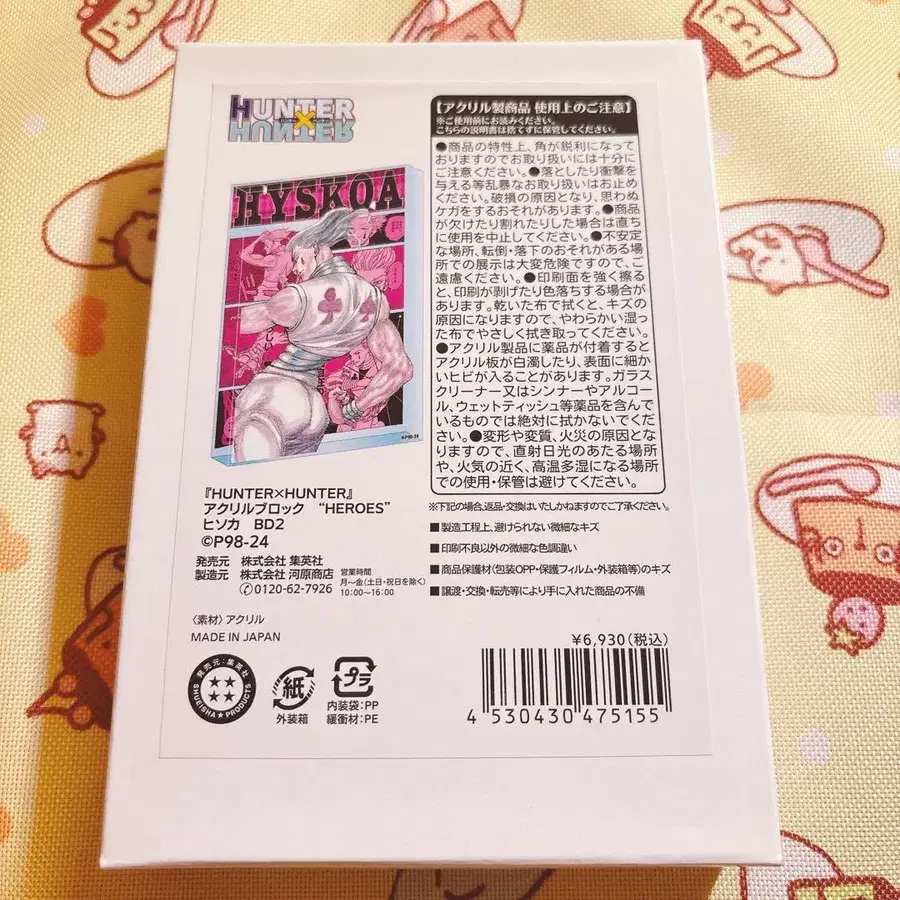 HUNTER×HUNTER
HYSKOA
©P98-24
『HUNTER×HUNTER』
アクリルブロック “HEROES”
ヒソカ BD2
©P98-24
発売元 株式会社 集英社
製造元 株式会社 河原商店
0120-62-7926
営業時間
月〜金(土日・祝日を除く)
10:00〜16:00
〈素材〉アクリル
MADE IN JAPAN
発売元:集英社
SHUEISHA★PRODUCTS
紙
外装箱
プラ
内装袋:PP
緩衝材:PE
【アクリル製商品 使用上のご注意】
※ご使用前にお読みください。
こちらの説明書は捨てずに保管してください。
●商品の特性上、角が鋭利になって
おりますのでお取り扱いには十分に
ご注意ください。●落としたり衝撃を
与える等乱暴なお取り扱いはお止め
ください。破損の原因となり、思わぬ
ケガをするおそれがあります。●商品
が欠けたり割れたりした場合は直ち
に使用を中止してください。●不安定
な場所、転倒・落下のおそれがある場
所での展示は大変危険ですので、ご
遠慮ください。●印刷面を強く擦る
と、印刷が剥げたり色落ちする場合が
あります。乾いた布で拭くと、キズの
原因になりますので、やわらかい湿っ
た布でやさしく拭き取ってください。
●アクリル製品に薬品が付着すると
アクリル板が白濁したり、表面に細か
いヒビが入ることがあります。ガラス
クリーナー又はシンナーやアルコー
ル、ウェットティッシュ等薬品を含んで
いるものでは絶対に拭かないでくだ
さい。●変形や変質、火災の原因とな
りますので、直射日光のあたる場所
や、火気の近く、高温多湿になる場所
での使用・保管は避けてください。
※下記の場合、返品・交換はいたしかねますのでご了承ください。
■製造工程上、避けられない微細なキズ
■印刷不良以外の微細な色調違い
■商品保護材(包装OPP・保護フィルム・外装箱等)のキズ
■譲渡・交換・転売等により手に入れた商品の不備
¥6,930(税込)
4 530430 475155